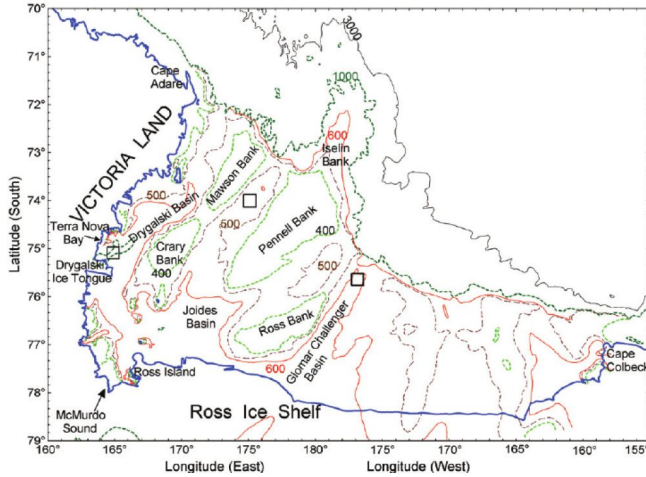 70°
71°
72°
73°
74°
75°
76°
77°
78°
79°
Latitude (South)
160°
165°
170°
175°
180°
175°
170°
165°
160°
155°
Longitude (East)
Longitude (West)
3000
1000
Cape
Adare
VICTORIA LAND
600
Iselin
Bank
Mawson Bank
500
Drygalski Basin
500
Pennell Bank
Terra Nova
Bay
Crary
Bank
400
400
Drygalski
Ice Tongue
500
Joides
Basin
Ross Bank
Glomar Challenger
Basin
600
Ross Island
Cape
Colbeck
McMurdo
Sound
Ross Ice Shelf